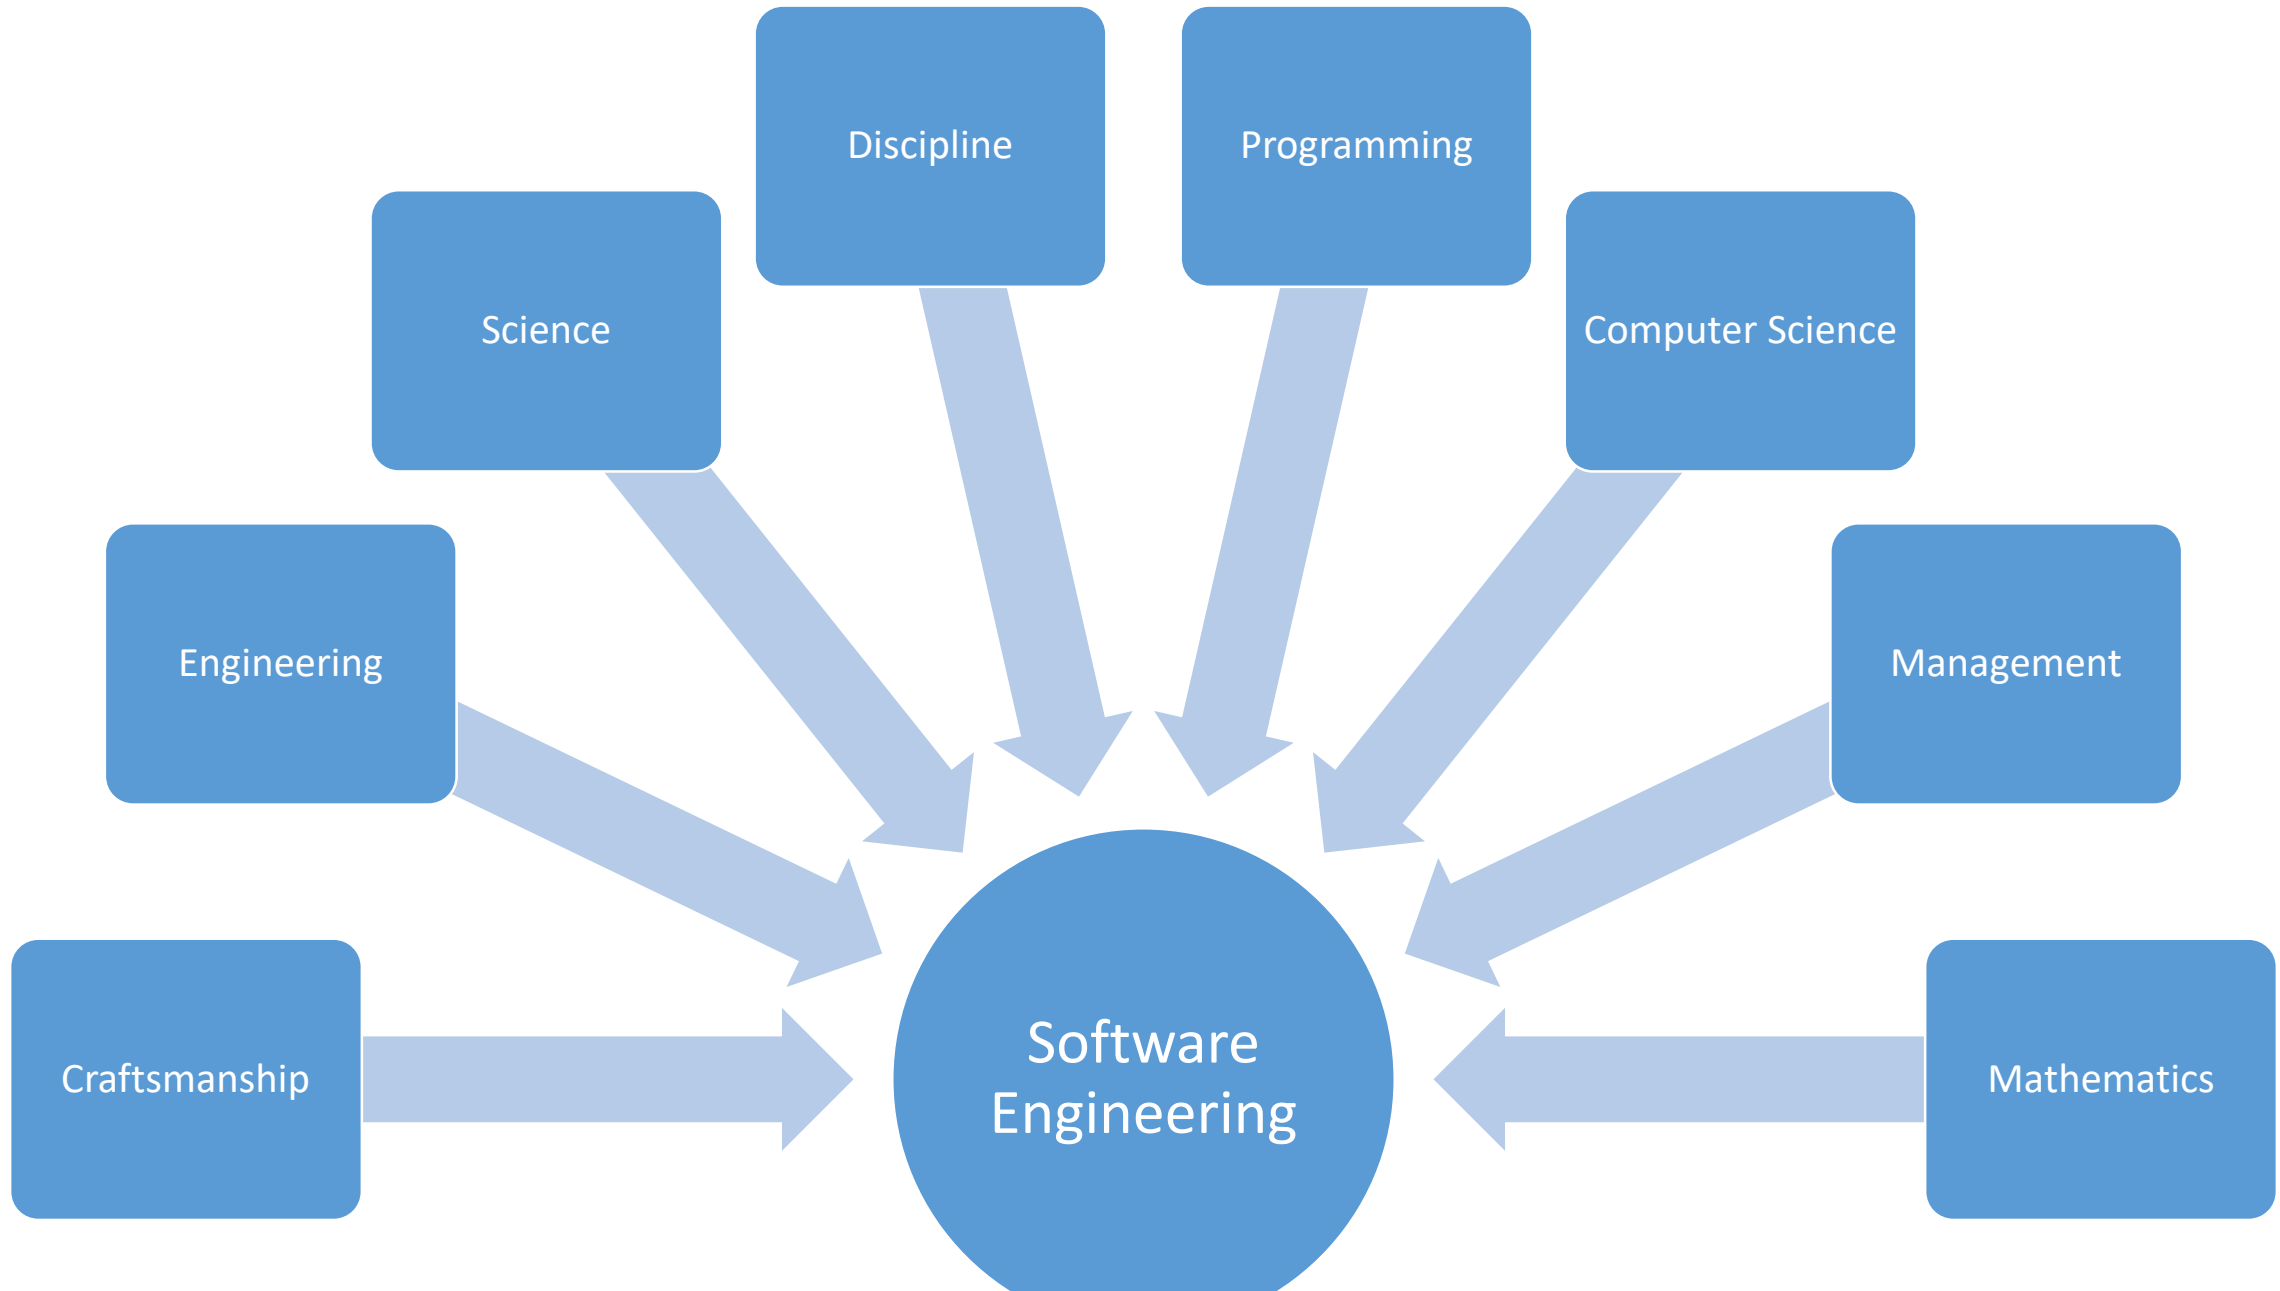 Discipline
Programming
Science
Computer Science
Engineering
Management
Craftsmanship
Software
Engineering
Mathematics